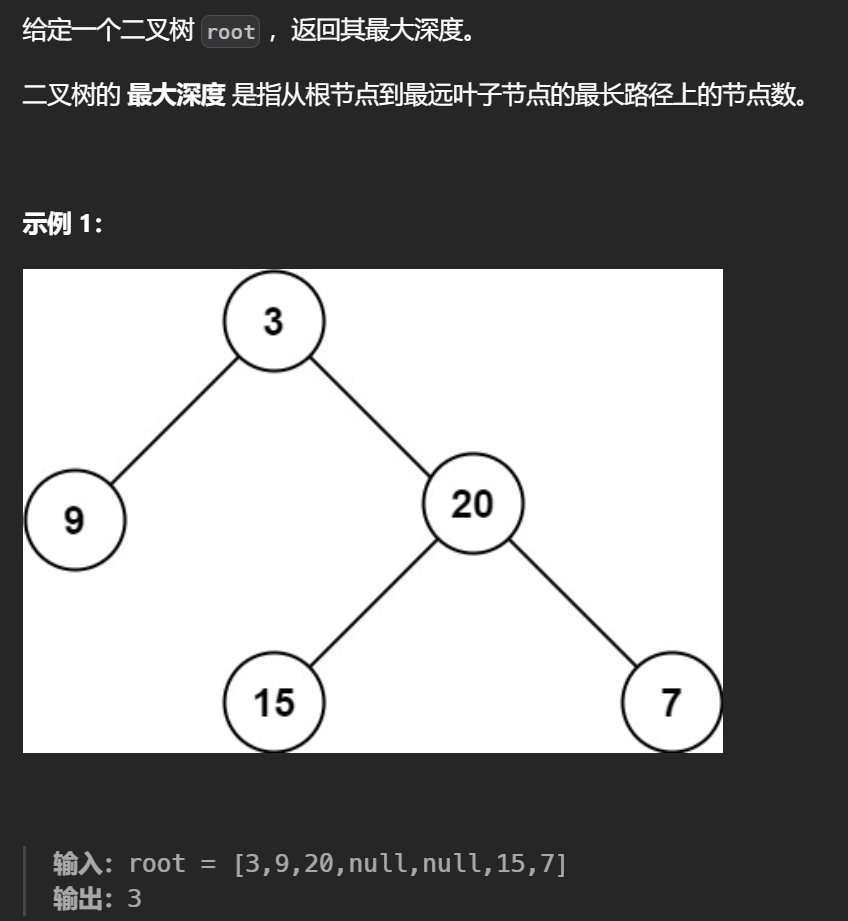 给定一个二叉树 root ，返回其最大深度。
二叉树的 最大深度 是指从根节点到最远叶子节点的最长路径上的节点数。
示例 1：
3
9
20
15
7
输入：root = [3,9,20,null,null,15,7]
输出：3